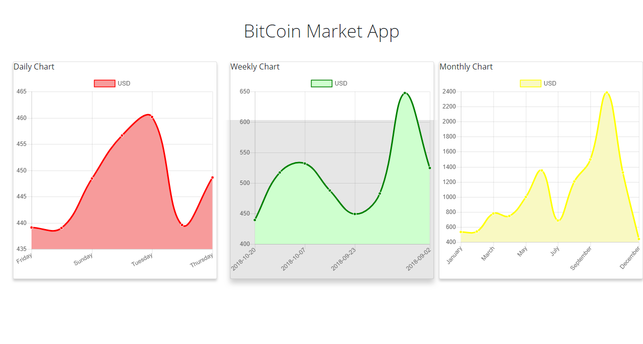 BitCoin Market App
Daily Chart
USD
465
460
455
450
445
440
435
Friday
Sunday
Tuesday
Thursday
Weekly Chart
USD
650
600
550
500
450
400
2018-10-20
2018-10-07
2018-09-23
2018-09-02
Monthly Chart
USD
2400
2200
2000
1800
1600
1400
1200
1000
800
600
400
January
March
May
July
September
December